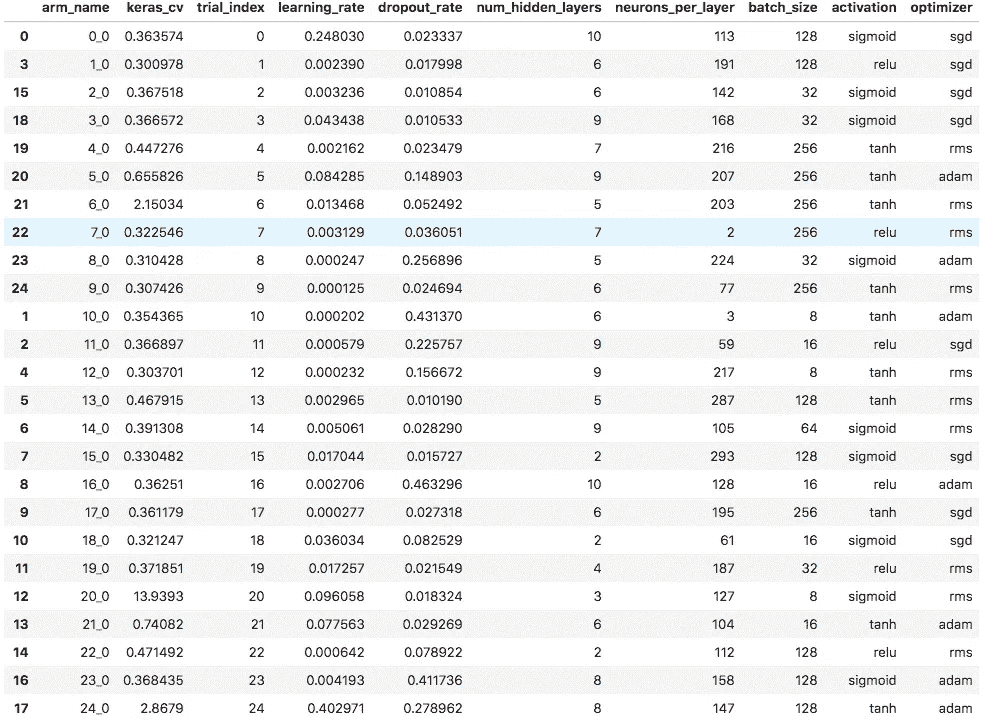 arm_name keras_cv trial_index learning_rate dropout_rate num_hidden_layers neurons_per_layer batch_size activation optimizer
0 0_0 0.363574 0 0.248030 0.023337 10 113 128 sigmoid sgd
3 1_0 0.300978 1 0.002390 0.017998 6 191 128 relu sgd
15 2_0 0.367518 2 0.003236 0.010854 6 142 32 sigmoid sgd
18 3_0 0.366572 3 0.043438 0.010533 9 168 32 sigmoid sgd
19 4_0 0.447276 4 0.002162 0.023479 7 216 256 tanh rms
20 5_0 0.655826 5 0.084285 0.148903 9 207 256 tanh adam
21 6_0 2.15034 6 0.013468 0.052492 5 203 256 tanh rms
22 7_0 0.322546 7 0.003129 0.036051 7 2 256 relu rms
23 8_0 0.310428 8 0.000247 0.256896 5 224 32 sigmoid adam
24 9_0 0.307426 9 0.000125 0.024694 6 77 256 tanh rms
1 10_0 0.354365 10 0.000202 0.431370 6 3 8 tanh adam
2 11_0 0.366897 11 0.000579 0.225757 9 59 16 relu sgd
4 12_0 0.303701 12 0.000232 0.156672 9 217 8 tanh rms
5 13_0 0.467915 13 0.002965 0.010190 5 287 128 tanh rms
6 14_0 0.391308 14 0.005061 0.028290 9 105 64 sigmoid rms
7 15_0 0.330482 15 0.017044 0.015727 2 293 128 sigmoid sgd
8 16_0 0.36251 16 0.002706 0.463296 10 128 16 relu adam
9 17_0 0.361179 17 0.000277 0.027318 6 195 256 tanh sgd
10 18_0 0.321247 18 0.036034 0.082529 2 61 16 sigmoid sgd
11 19_0 0.371851 19 0.017257 0.021549 4 187 32 relu rms
12 20_0 13.9393 20 0.096058 0.018324 3 127 8 sigmoid rms
13 21_0 0.74082 21 0.077563 0.029269 6 104 16 tanh adam
14 22_0 0.471492 22 0.000642 0.078922 2 112 128 relu rms
16 23_0 0.368435 23 0.004193 0.411736 8 158 128 sigmoid adam
17 24_0 2.8679 24 0.402971 0.278962 8 147 128 tanh adam